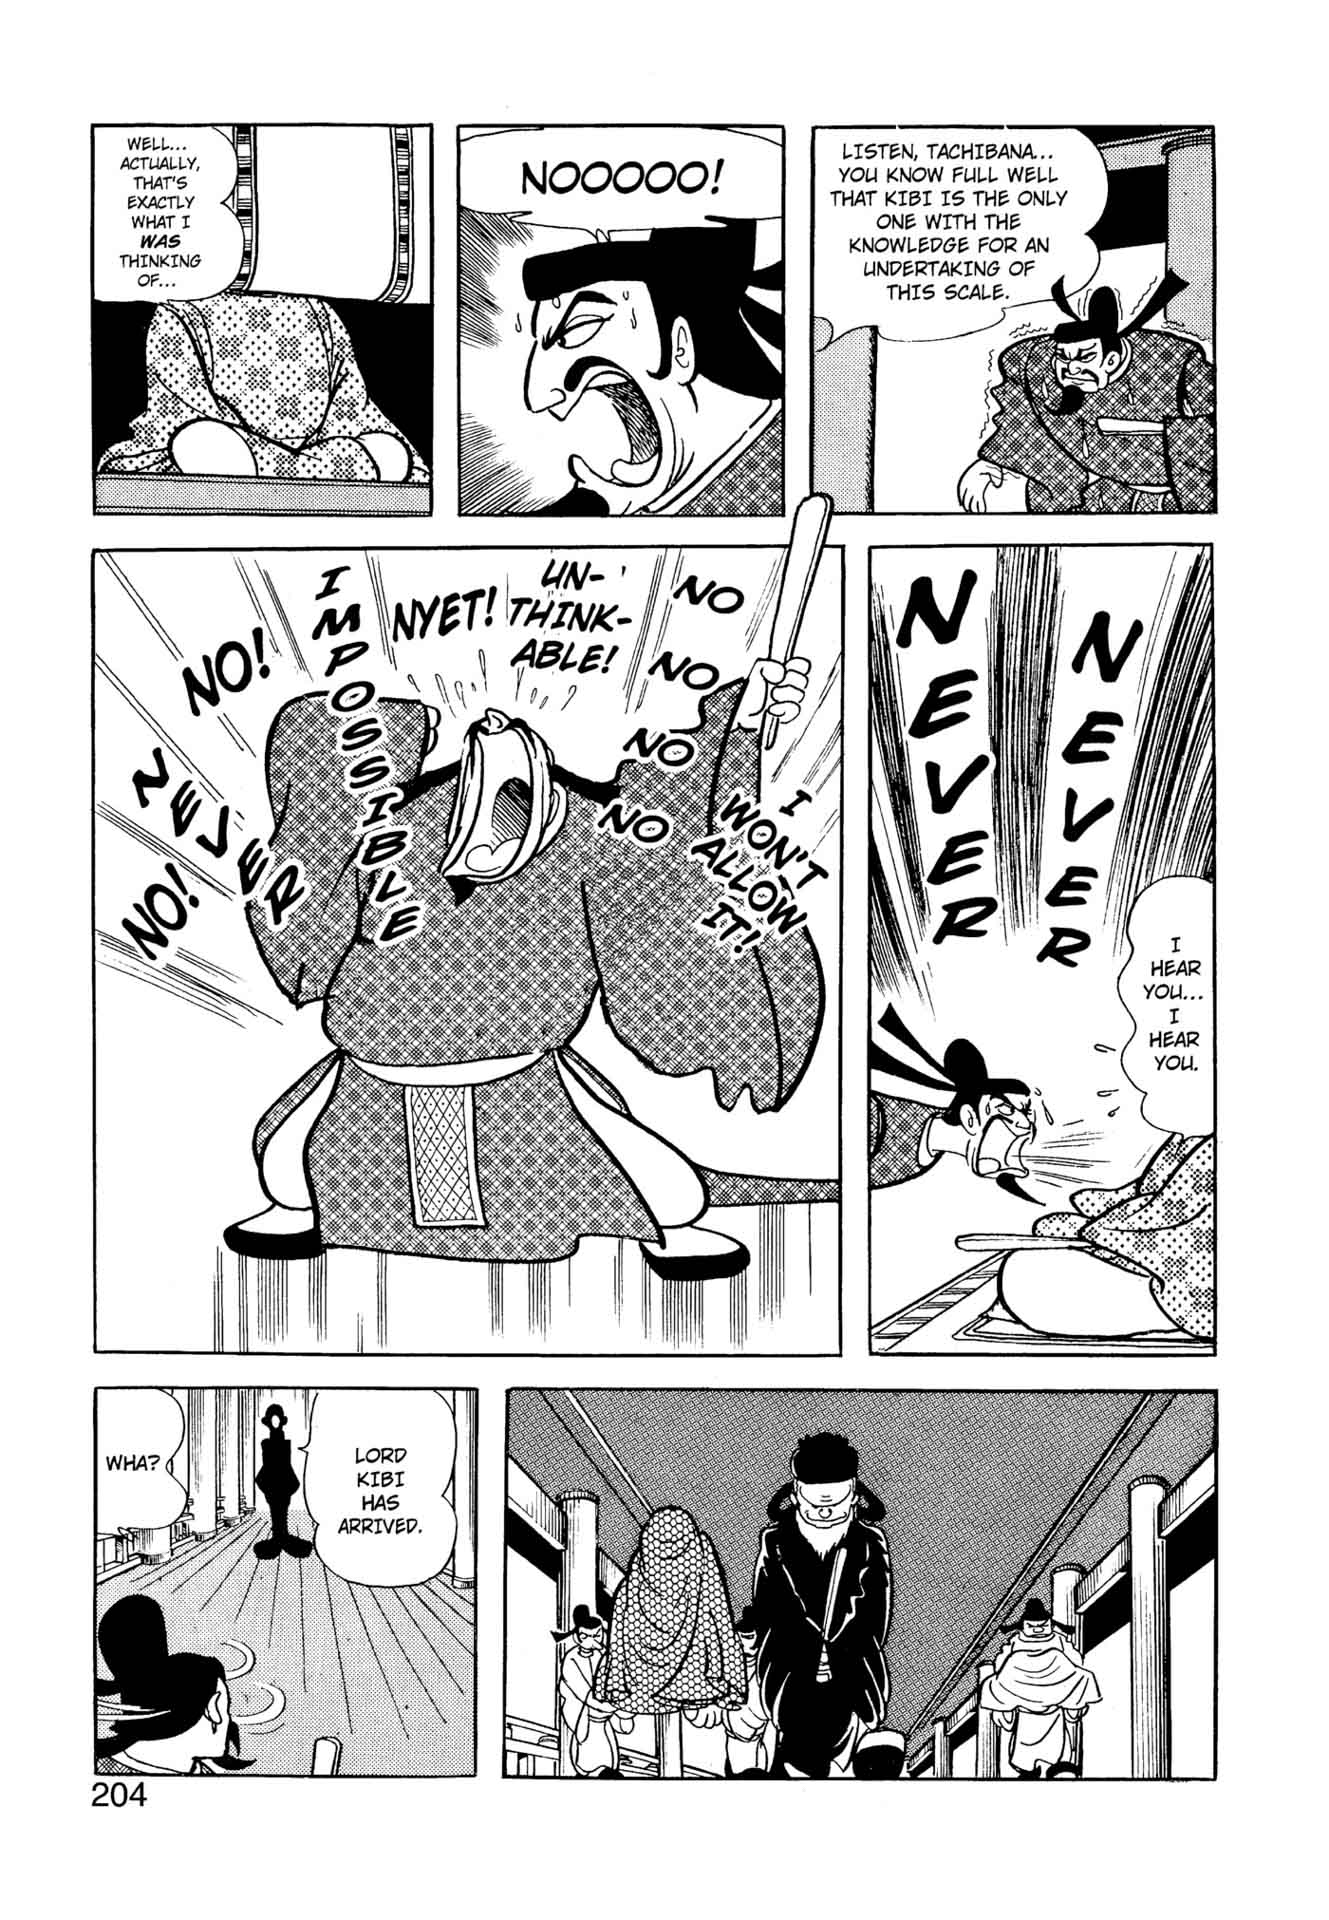 WELL...
ACTUALLY,
THAT'S
EXACTLY
WHAT I
WAS
THINKING
OF...
NOOOOO!
LISTEN, TACHIBANA...
YOU KNOW FULL WELL
THAT KIBI IS THE ONLY
ONE WITH THE
KNOWLEDGE FOR AN
UNDERTAKING OF
THIS SCALE.
NO!
NEVER
NO!
IMPOSSIBLE
NYET!
UN-
THINK-
ABLE!
NO
NO
NO
NO
I
WON'T
ALLOW
IT!
NEVER
NEVER
I
HEAR
YOU...
I
HEAR
YOU.
WHA?
LORD
KIBI
HAS
ARRIVED.
204